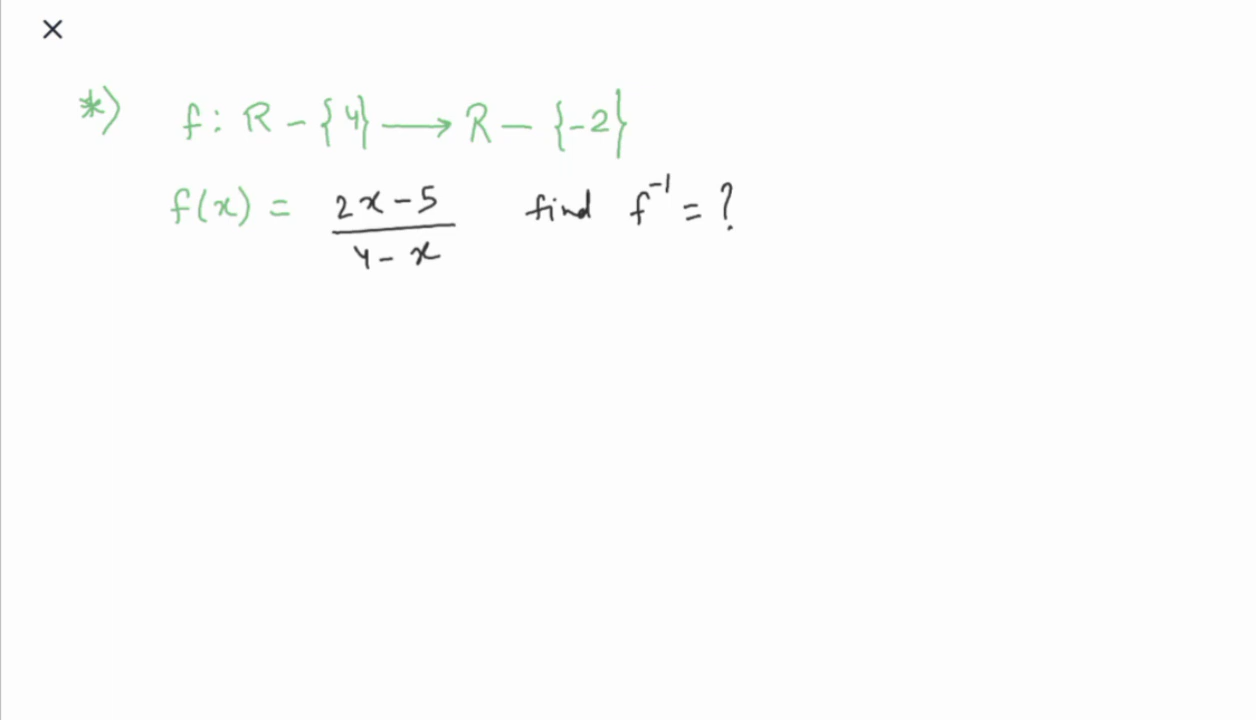 ×
*) f: R - {4} ⟶ R - {-2}
f(x) = (2x - 5)/(4 - x) find f⁻¹ = ?